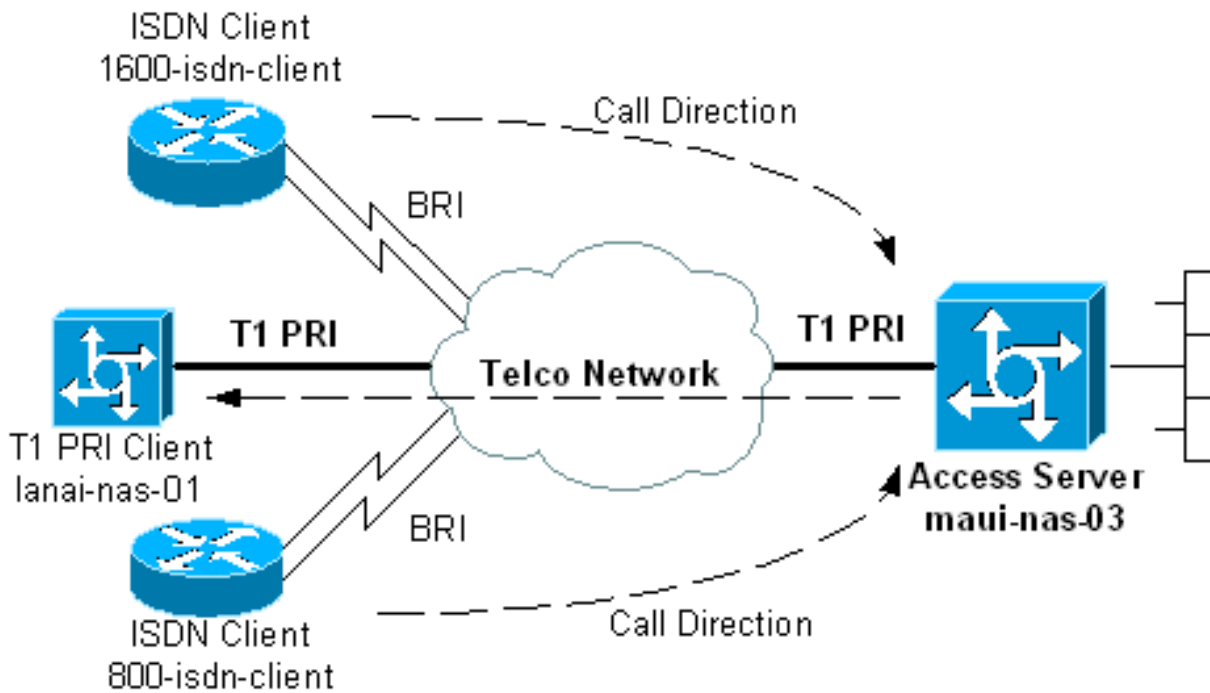 ISDN Client
1600-isdn-client
Call Direction
BRI
T1 PRI
T1 PRI
Telco Network
T1 PRI Client
lanai-nas-01
Access Server
maui-nas-03
BRI
ISDN Client
800-isdn-client
Call Direction